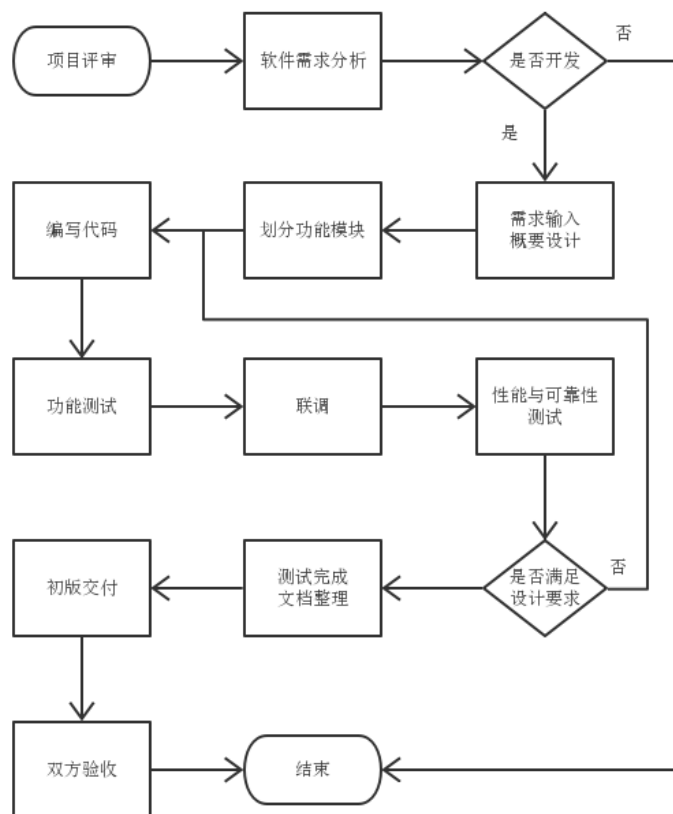 项目评审
软件需求分析
是否开发
否
是
编写代码
划分功能模块
需求输入
概要设计
功能测试
联调
性能与可靠性
测试
初版交付
测试完成
文档整理
是否满足
设计要求
否
双方验收
结束